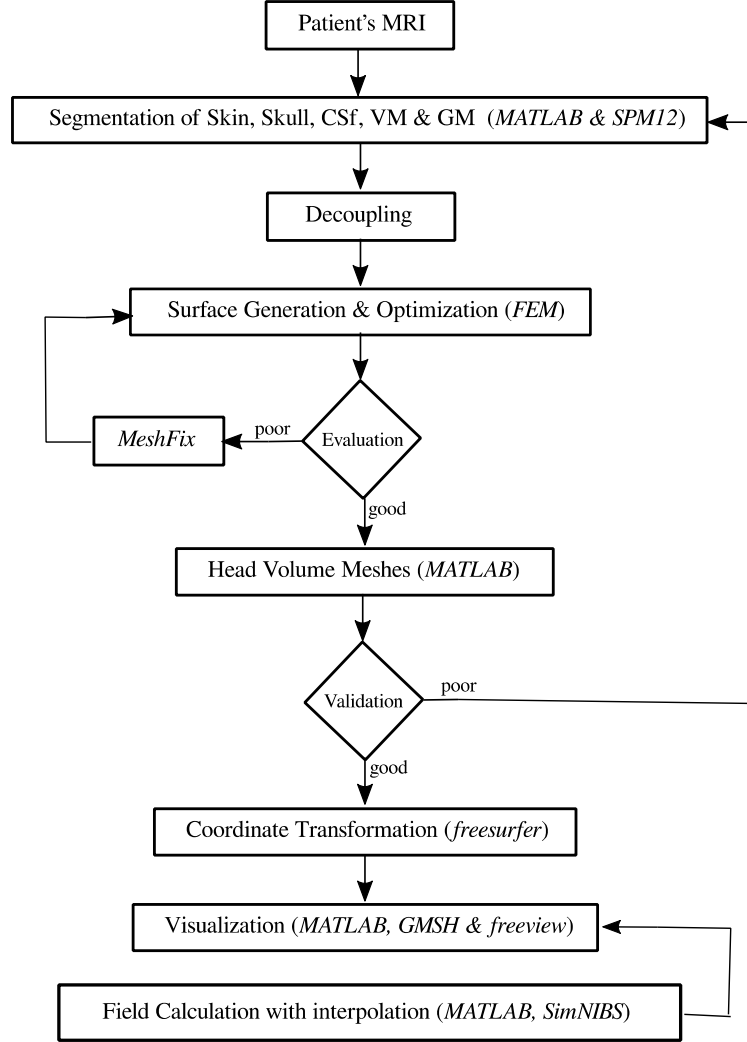 Patient's MRI
Segmentation of Skin, Skull, CSf, VM & GM (MATLAB & SPM12)
Decoupling
Surface Generation & Optimization (FEM)
MeshFix
poor
Evaluation
good
Head Volume Meshes (MATLAB)
Validation
poor
good
Coordinate Transformation (freesurfer)
Visualization (MATLAB, GMSH & freeview)
Field Calculation with interpolation (MATLAB, SimNIBS)